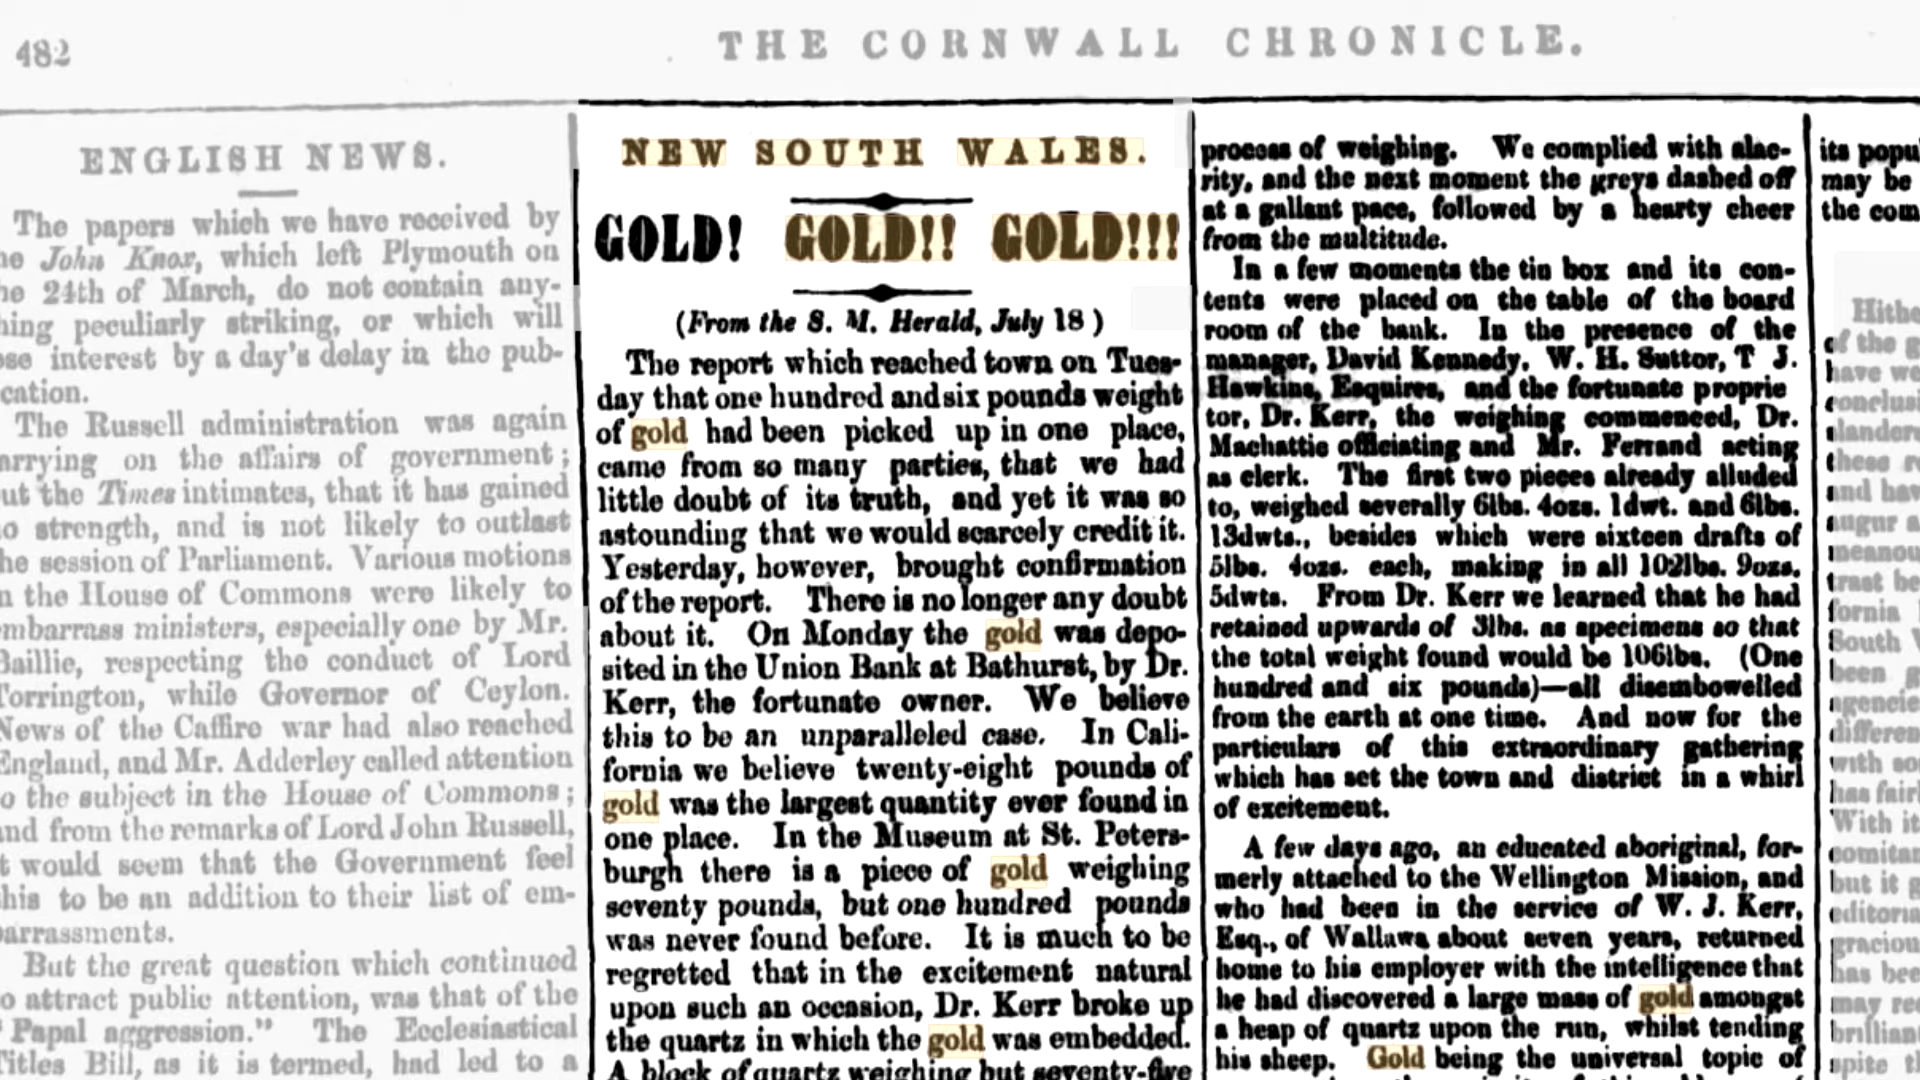 482
THE CORNWALL CHRONICLE.
ENGLISH NEWS.
The papers which we have received by
John Knox, which left Plymouth on
24th of March, do not contain any-
peculiarly striking, or which will
interest by a day's delay in the pub-
The Russell administration was again
on the affairs of government;
the Times intimates, that it has gained
strength, and is not likely to outlast
session of Parliament. Various motions
the House of Commons were likely to
ministers, especially one by Mr.
respecting the conduct of Lord
while Governor of Ceylon.
News of the Caffire war had also reached
England, and Mr. Adderley called attention
the subject in the House of Commons;
from the remarks of Lord John Russell,
would seem that the Government feel
to be an addition to their list of em-
But the great question which continued
attract public attention, was that of the
Papal aggression." The Ecclesiastical
Bill, as it is termed, had led to a
NEW SOUTH WALES.
GOLD! GOLD!! GOLD!!!
(From the S. M. Herald, July 18)
The report which reached town on Tues-
day that one hundred and six pounds weight
of gold had been picked up in one place,
came from so many parties, that we had
little doubt of its truth, and yet it was so
astounding that we would scarcely credit it.
Yesterday, however, brought confirmation
of the report. There is no longer any doubt
about it. On Monday the gold was depo-
sited in the Union Bank at Bathurst, by Dr.
Kerr, the fortunate owner. We believe
this to be an unparalleled case. In Cali-
fornia we believe twenty-eight pounds of
gold was the largest quantity ever found in
one place. In the Museum at St. Peters-
burgh there is a piece of gold weighing
seventy pounds, but one hundred pounds
was never found before. It is much to be
regretted that in the excitement natural
upon such an occasion, Dr. Kerr broke up
the quartz in which the gold was embedded.
A block of quartz weighing but seventy-five
process of weighing. We complied with alac-
rity, and the next moment the greys dashed off
at a gallant pace, followed by a hearty cheer
from the multitude.
In a few moments the tin box and its con-
tents were placed on the table of the board
room of the bank. In the presence of the
manager, David Kennedy, W. H. Suttor, T J.
Hawkins, Esquires, and the fortunate proprie
tor, Dr. Kerr, the weighing commenced, Dr.
Machattie officiating and Mr. Ferrand acting
as clerk. The first two pieces already alluded
to, weighed severally 6lbs. 4ozs. 1dwt. and 6lbs.
13dwts., besides which were sixteen drafts of
5lbs. 4ozs. each, making in all 102lbs. 9ozs.
5dwts. From Dr. Kerr we learned that he had
retained upwards of 3lbs. as specimens so that
the total weight found would be 106lbs. (One
hundred and six pounds)—all disembowelled
from the earth at one time. And now for the
particulars of this extraordinary gathering
which has set the town and district in a whirl
of excitement.
A few days ago, an educated aboriginal, for-
merly attached to the Wellington Mission, and
who had been in the service of W. J. Kerr,
Esq., of Wallawa about seven years, returned
home to his employer with the intelligence that
he had discovered a large mass of gold amongst
a heap of quartz upon the run, whilst tending
his sheep. Gold being the universal topic of
its
may be
the
of the
have
and
South
been
but it
has been
may